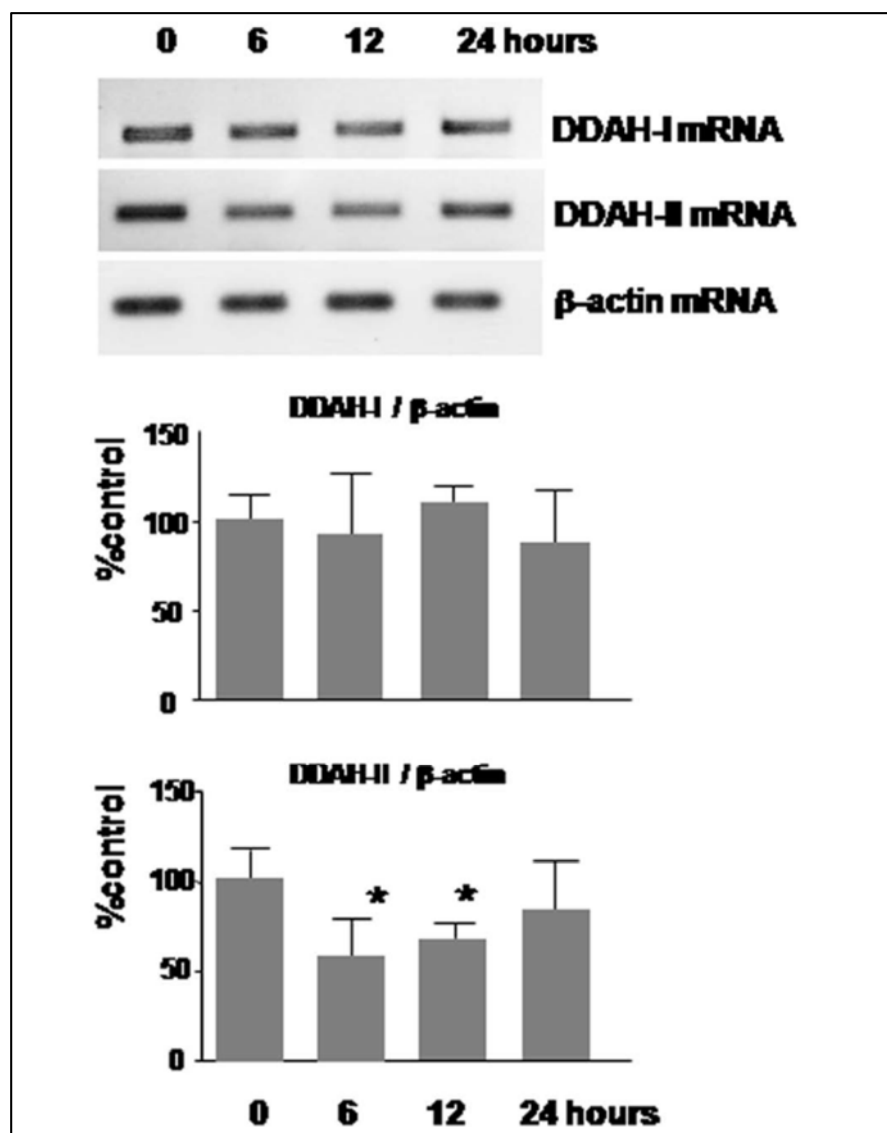 0 6 12 24 hours
DDAH-I mRNA
DDAH-II mRNA
β-actin mRNA
DDAH-I / β-actin
%control
150
100
50
0
DDAH-II / β-actin
%control
150
100
50
0
* *
0 6 12 24 hours